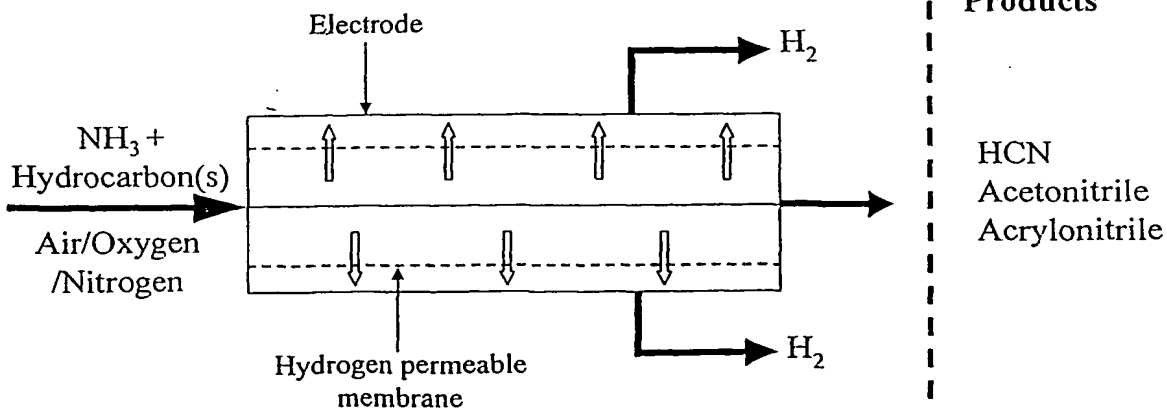 Products
Electrode
H₂
NH₃ +
Hydrocarbon(s)
Air/Oxygen
/Nitrogen
HCN
Acetonitrile
Acrylonitrile
H₂
Hydrogen permeable
membrane